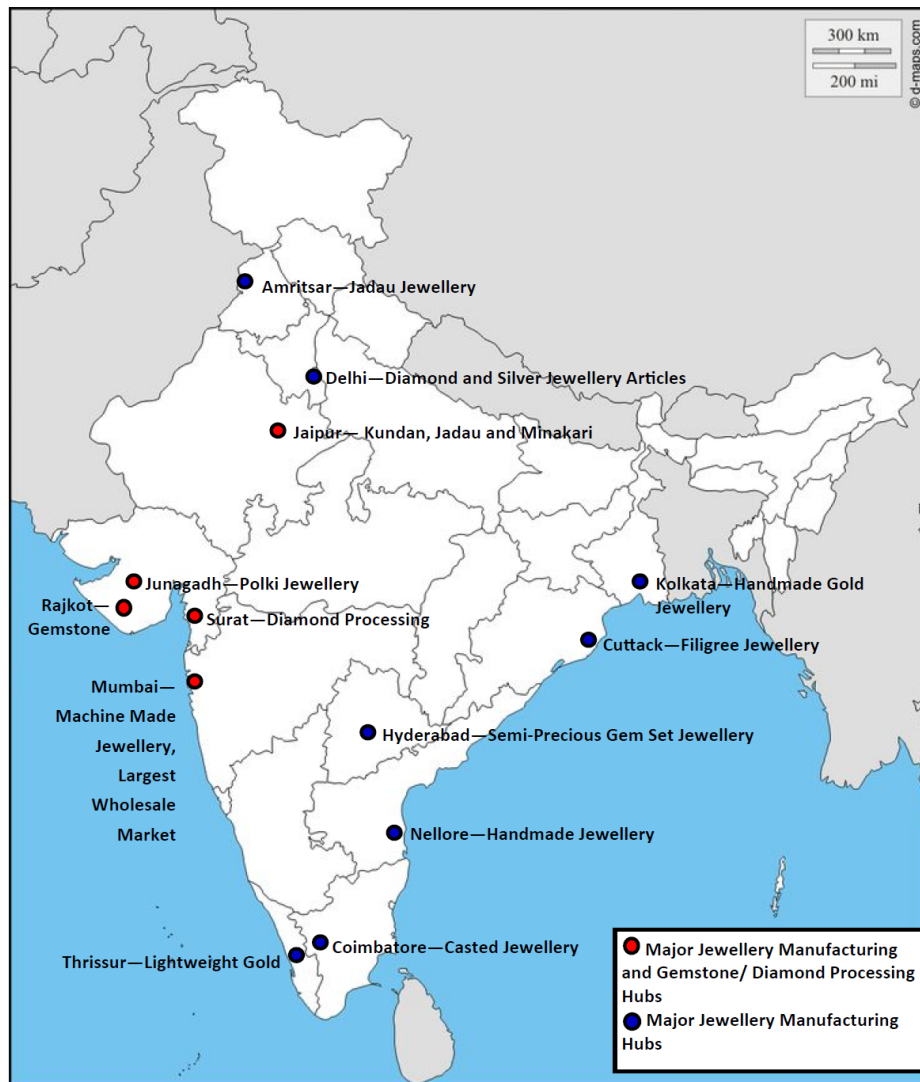 300 km
200 mi
© d-maps.com
Amritsar—Jadau Jewellery
Delhi—Diamond and Silver Jewellery Articles
Jaipur— Kundan, Jadau and Minakari
Junagadh—Polki Jewellery
Rajkot—
Gemstone
Surat—Diamond Processing
Kolkata—Handmade Gold
Jewellery
Cuttack—Filigree Jewellery
Mumbai—
Machine Made
Jewellery,
Largest
Wholesale
Market
Hyderabad—Semi-Precious Gem Set Jewellery
Nellore—Handmade Jewellery
Coimbatore—Casted Jewellery
Thrissur—Lightweight Gold
Major Jewellery Manufacturing
and Gemstone/ Diamond Processing
Hubs
Major Jewellery Manufacturing
Hubs